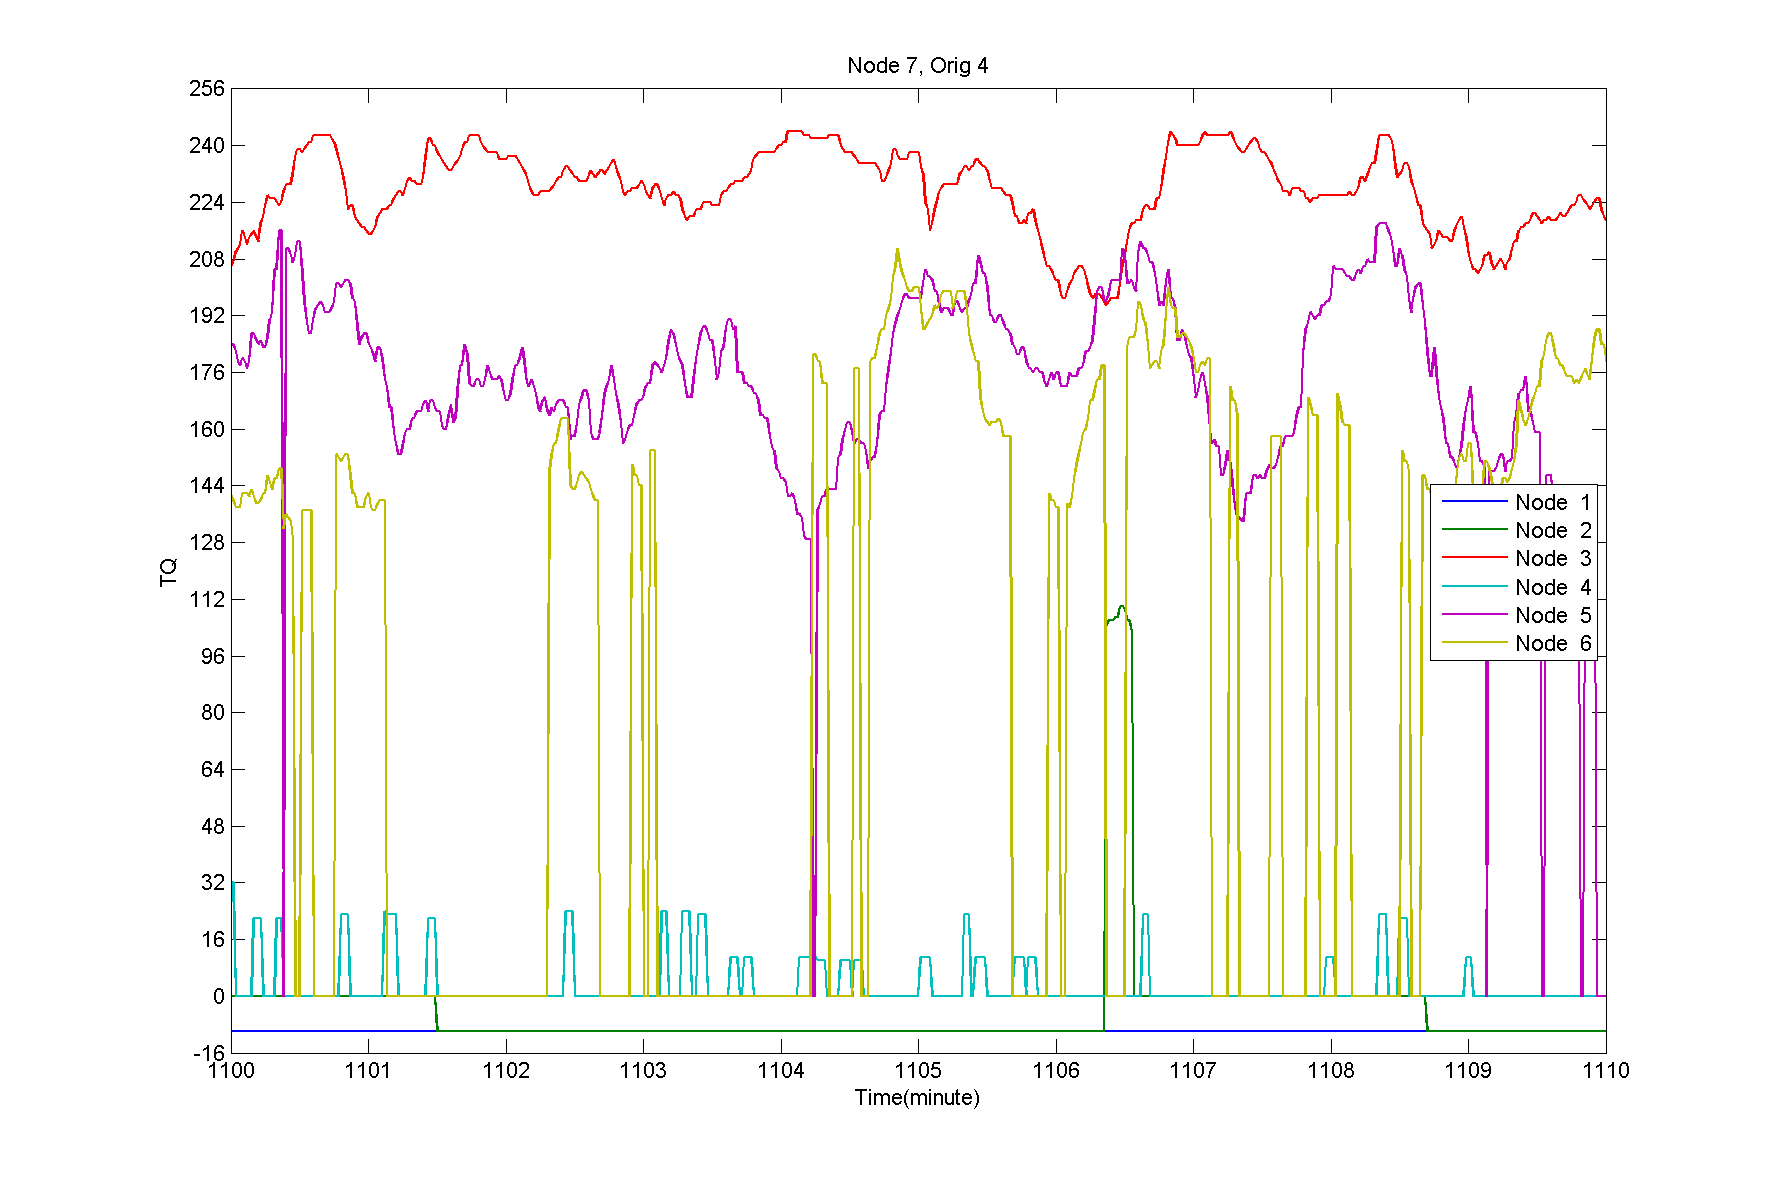 Node 7, Orig 4
256
240
224
208
192
176
160
144
128
112
96
80
64
48
32
16
0
-16
TQ
Node 1
Node 2
Node 3
Node 4
Node 5
Node 6
1100 1101 1102 1103 1104 1105 1106 1107 1108 1109 1110
Time(minute)